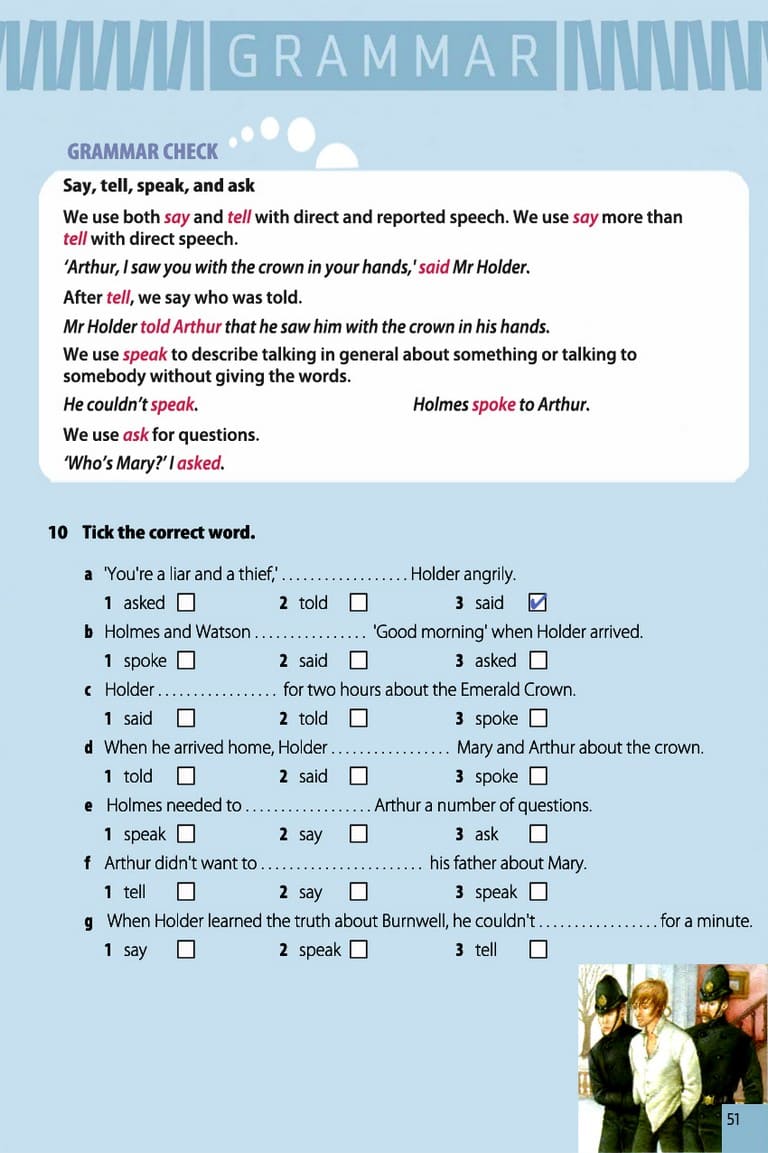 GRAMMAR
GRAMMAR CHECK
Say, tell, speak, and ask
We use both say and tell with direct and reported speech. We use say more than
tell with direct speech.
‘Arthur, I saw you with the crown in your hands,' said Mr Holder.
After tell, we say who was told.
Mr Holder told Arthur that he saw him with the crown in his hands.
We use speak to describe talking in general about something or talking to
somebody without giving the words.
He couldn’t speak. Holmes spoke to Arthur.
We use ask for questions.
‘Who’s Mary?’ I asked.
10 Tick the correct word.
a 'You're a liar and a thief,' .................. Holder angrily.
1 asked ☐ 2 told ☐ 3 said ☑
b Holmes and Watson ................ 'Good morning' when Holder arrived.
1 spoke ☐ 2 said ☐ 3 asked ☐
c Holder ................. for two hours about the Emerald Crown.
1 said ☐ 2 told ☐ 3 spoke ☐
d When he arrived home, Holder ................. Mary and Arthur about the crown.
1 told ☐ 2 said ☐ 3 spoke ☐
e Holmes needed to .................. Arthur a number of questions.
1 speak ☐ 2 say ☐ 3 ask ☐
f Arthur didn't want to ....................... his father about Mary.
1 tell ☐ 2 say ☐ 3 speak ☐
g When Holder learned the truth about Burnwell, he couldn't ................. for a minute.
1 say ☐ 2 speak ☐ 3 tell ☐
51